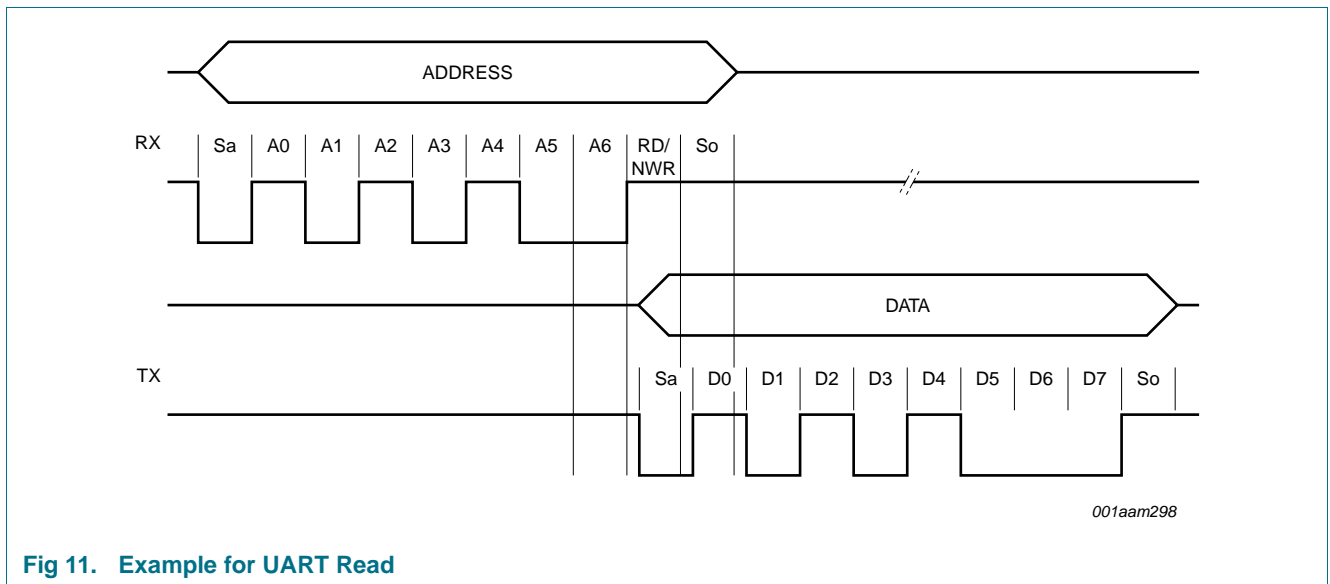 ADDRESS
RX Sa A0 A1 A2 A3 A4 A5 A6 RD/ So
NWR
DATA
TX Sa D0 D1 D2 D3 D4 D5 D6 D7 So
001aam298
Fig 11. Example for UART Read